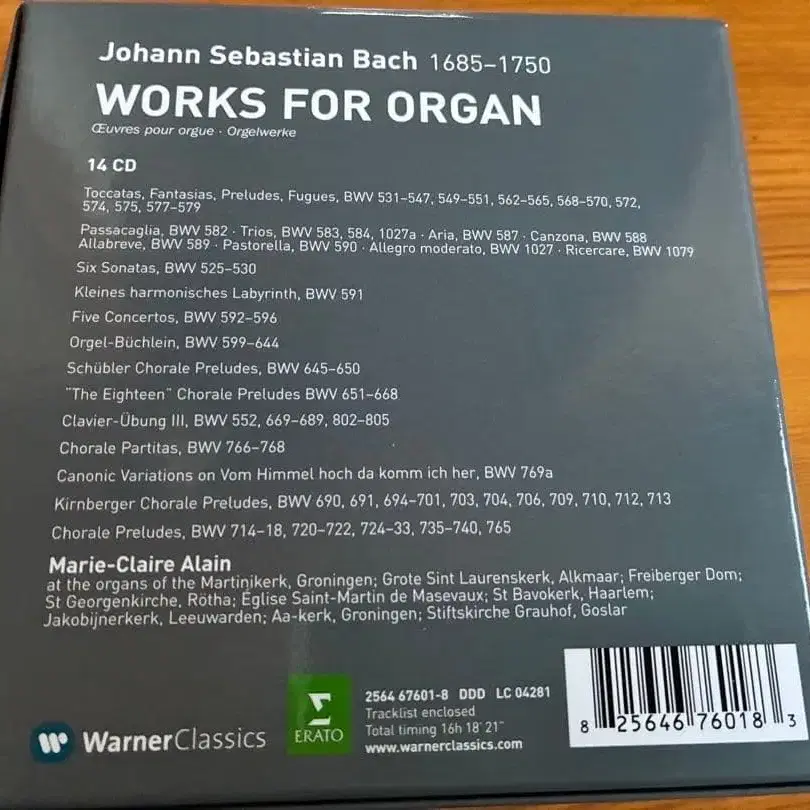 Johann Sebastian Bach 1685–1750
WORKS FOR ORGAN
Œuvres pour orgue · Orgelwerke
14 CD
Toccatas, Fantasias, Preludes, Fugues, BWV 531–547, 549–551, 562–565, 568–570, 572,
574, 575, 577–579
Passacaglia, BWV 582 · Trios, BWV 583, 584, 1027a · Aria, BWV 587 · Canzona, BWV 588
Allabreve, BWV 589 · Pastorella, BWV 590 · Allegro moderato, BWV 1027 · Ricercare, BWV 1079
Six Sonatas, BWV 525–530
Kleines harmonisches Labyrinth, BWV 591
Five Concertos, BWV 592–596
Orgel-Büchlein, BWV 599–644
Schübler Chorale Preludes, BWV 645–650
"The Eighteen" Chorale Preludes BWV 651–668
Clavier-Übung III, BWV 552, 669–689, 802–805
Chorale Partitas, BWV 766–768
Canonic Variations on Vom Himmel hoch da komm ich her, BWV 769a
Kirnberger Chorale Preludes, BWV 690, 691, 694–701, 703, 704, 706, 709, 710, 712, 713
Chorale Preludes, BWV 714–18, 720–722, 724–33, 735–740, 765
Marie-Claire Alain
at the organs of the Martinikerk, Groningen; Grote Sint Laurenskerk, Alkmaar; Freiberger Dom;
St Georgenkirche, Rötha; Église Saint-Martin de Masevaux; St Bavokerk, Haarlem;
Jakobijnerkerk, Leeuwarden; Aa-kerk, Groningen; Stiftskirche Grauhof, Goslar
WarnerClassics
ERATO
2564 67601-8 DDD LC 04281
Tracklist enclosed
Total timing 16h 18' 21"
www.warnerclassics.com
8 25646 76018 3